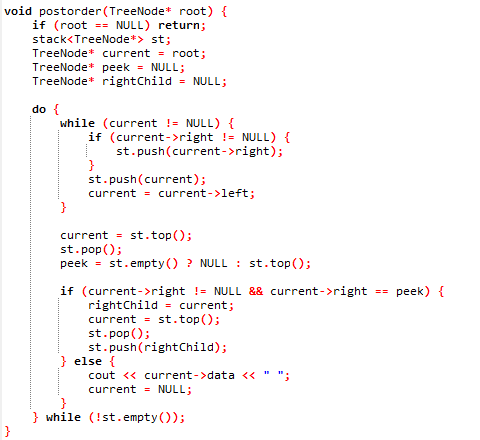 void postorder(TreeNode* root) {
    if (root == NULL) return;
    stack<TreeNode*> st;
    TreeNode* current = root;
    TreeNode* peek = NULL;
    TreeNode* rightChild = NULL;

    do {
        while (current != NULL) {
            if (current->right != NULL) {
                st.push(current->right);
            }
            st.push(current);
            current = current->left;
        }

        current = st.top();
        st.pop();
        peek = st.empty() ? NULL : st.top();

        if (current->right != NULL && current->right == peek) {
            rightChild = current;
            current = st.top();
            st.pop();
            st.push(rightChild);
        } else {
            cout << current->data << " ";
            current = NULL;
        }
    } while (!st.empty());
}